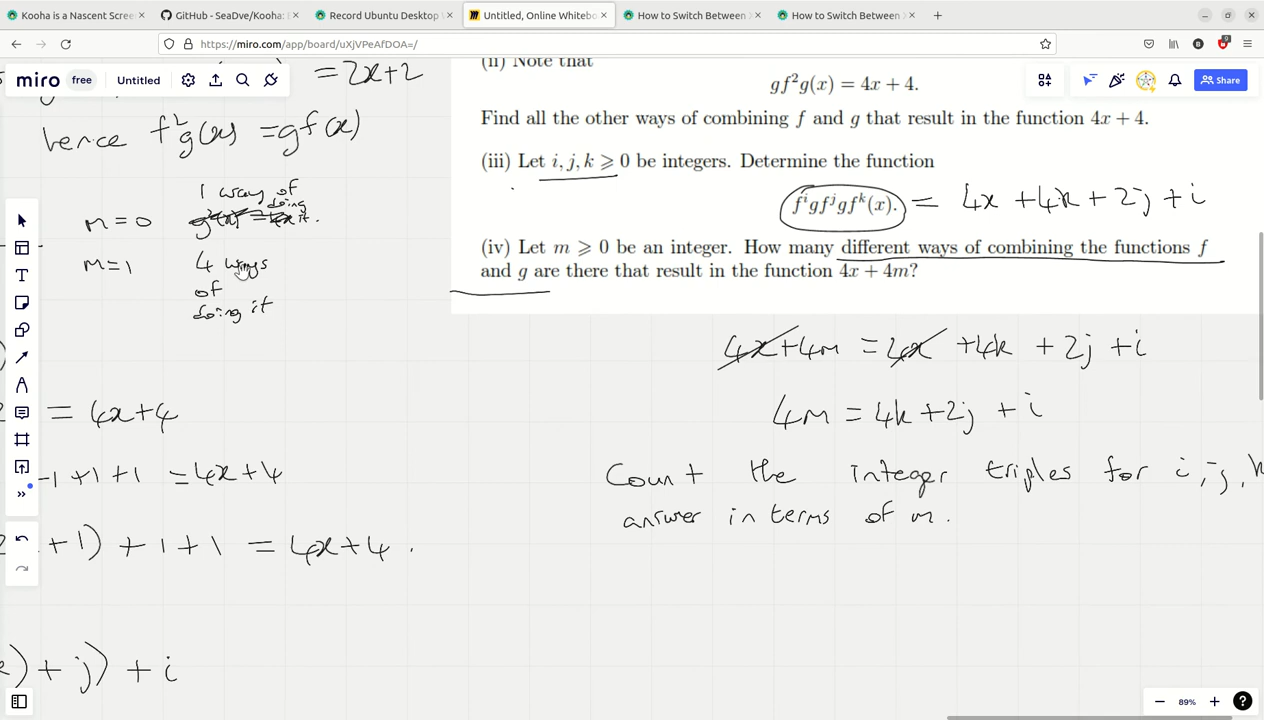 Kooha is a Nascent Scree
GitHub - SeaDve/Kooha: E
Record Ubuntu Desktop
Untitled, Online Whitebo
How to Switch Between
How to Switch Between
https://miro.com/app/board/uXjVPeAfDOA=/
miro free Untitled
Share
= 2x+2
hence f²g(x) = gf(x)
1 way of
doing
m = 0 it.
m = 1 4 ways
of
doing it
= 4x+4
-1 +1 +1 = 4x+4
+1) + 1 + 1 = 4x+4 .
) + j) + i
(ii) Note that
gf²g(x) = 4x + 4.
Find all the other ways of combining f and g that result in the function 4x + 4.
(iii) Let i, j, k ⩾ 0 be integers. Determine the function
fⁱgfʲgfᵏ(x). = 4x + 4k + 2j + i
(iv) Let m ⩾ 0 be an integer. How many different ways of combining the functions f
and g are there that result in the function 4x + 4m?
4x + 4m = 4x + 4k + 2j + i
4m = 4k + 2j + i
Count the integer triples for i, j, k
answer in terms of m.
89%